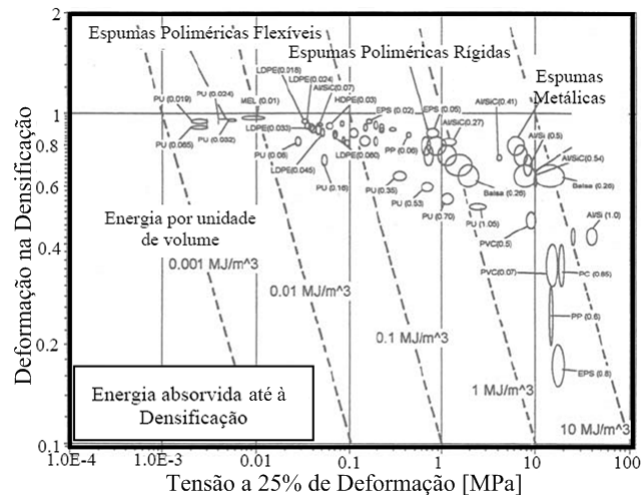 2
1
0.8
0.6
0.4
0.2
0.1
1.0E-4
1.0E-3
0.01
0.1
1
10
100
Deformação na Densificação
Tensão a 25% de Deformação [MPa]
Espumas Poliméricas Flexíveis
Espumas Poliméricas Rígidas
Espumas
Metálicas
LDPE(0.018)
LDPE(0.024)
Al/SiC(0.07)
HDPE(0.03)
PU (0.024)
PU (0.019)
MEL (0.01)
EPS (0.02)
EPS (0.05)
Al/SiC(0.41)
Al/SiC(0.27)
Al/Si (0.5)
Al/SiC(0.54)
LDPE(0.033)
PU (0.065)
PU (0.032)
PU (0.08)
LDPE(0.045)
LDPE(0.060)
PP (0.06)
PU (0.16)
PU (0.35)
PU (0.53)
PU (0.70)
PU (1.05)
Balsa (0.26)
Balsa (0.26)
PVC(0.5)
Al/Si (1.0)
PVC(0.07)
PC (0.65)
PP (0.6)
EPS (0.8)
Energia por unidade
de volume
0.001 MJ/m^3
0.01 MJ/m^3
0.1 MJ/m^3
1 MJ/m^3
10 MJ/m^3
Energia absorvida até à
Densificação